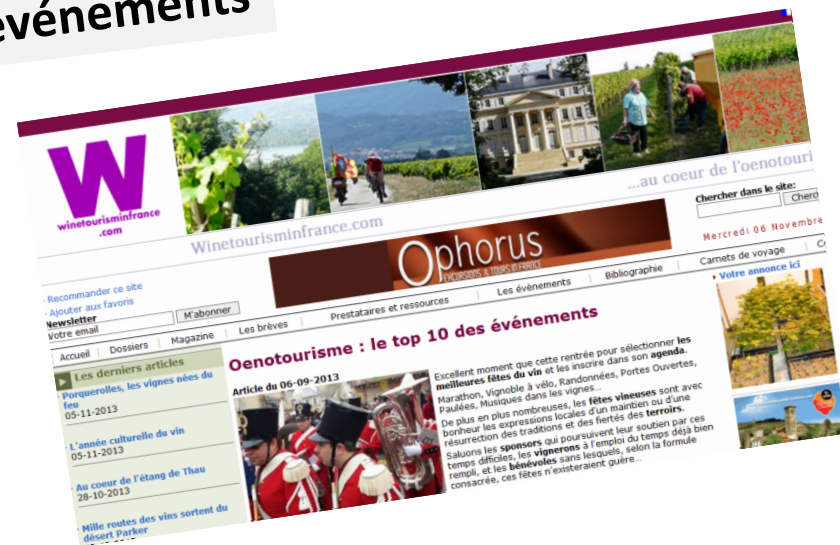 événements
W
winetourisminfrance
.com
Winetourisminfrance.com
...au coeur de l'oenotouri
Chercher dans le site:
Cherc
Mercredi 06 Novembre
Ophorus
EXCURSIONS & TOURS IN FRANCE
Recommander ce site
Ajouter aux favoris
Newsletter
Votre email
M'abonner
Accueil
Dossiers
Magazine
Les brèves
Prestataires et ressources
Les évènements
Bibliographie
Carnets de voyage
Votre annonce ici
Les derniers articles
Porquerolles, les vignes nées du
feu
05-11-2013
L'année culturelle du vin
05-11-2013
Au coeur de l'étang de Thau
28-10-2013
Mille routes des vins sortent du
désert Parker
Oenotourisme : le top 10 des événements
Article du 06-09-2013
Excellent moment que cette rentrée pour sélectionner les
meilleures fêtes du vin et les inscrire dans son agenda.
Marathon, Vignoble à vélo, Randonnées, Portes Ouvertes,
Paulées, Musiques dans les vignes...
De plus en plus nombreuses, les fêtes vineuses sont avec
bonheur les expressions locales d'un maintien ou d'une
résurrection des traditions et des fiertés des terroirs.
Saluons les sponsors qui poursuivent leur soutien par ces
temps difficiles, les vignerons à l'emploi du temps déjà bien
rempli, et les bénévoles sans lesquels, selon la formule
consacrée, ces fêtes n'existeraient guère...